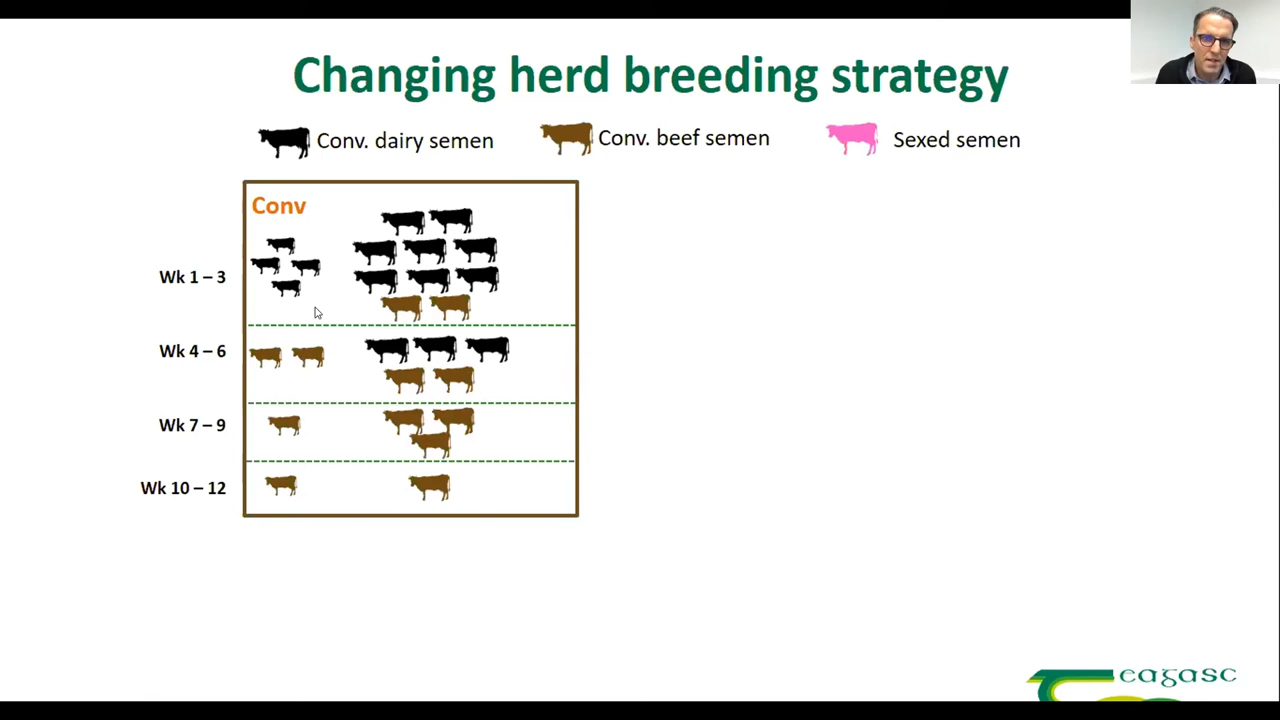 Changing herd breeding strategy
Conv. dairy semen
Conv. beef semen
Sexed semen
Conv
Wk 1 – 3
Wk 4 – 6
Wk 7 – 9
Wk 10 – 12
eagasc